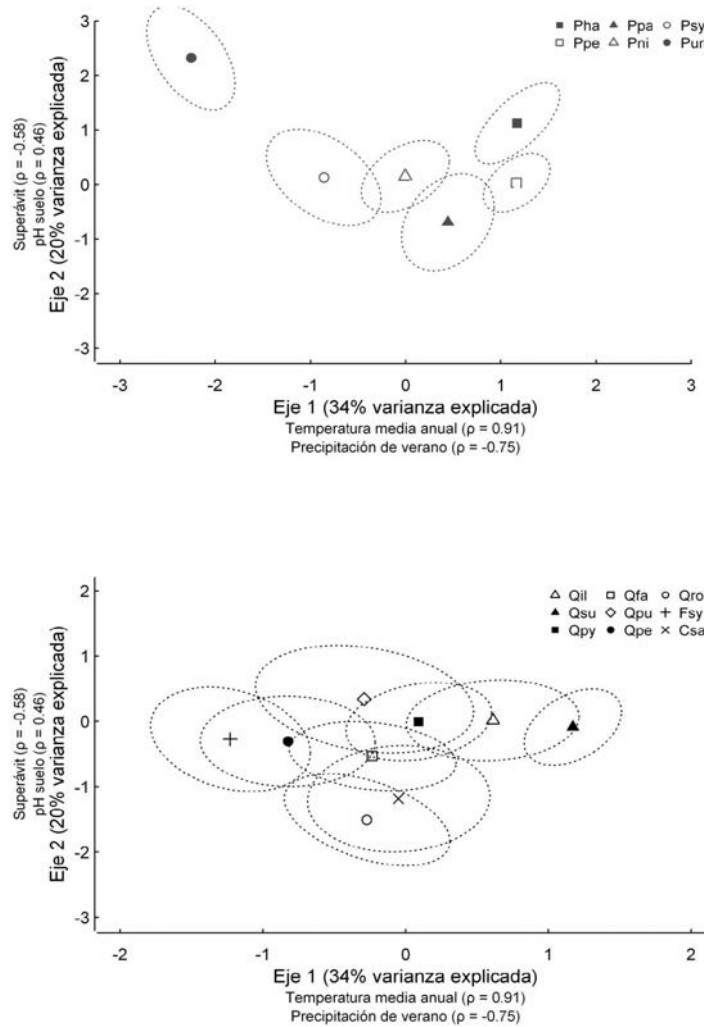 3
2
1
0
-1
-2
-3
Superávit (ρ = -0.58)
pH suelo (ρ = 0.46)
Eje 2 (20% varianza explicada)
Pha Ppa Psy
Ppe Pni Pun
-3 -2 -1 0 1 2 3
Eje 1 (34% varianza explicada)
Temperatura media anual (ρ = 0.91)
Precipitación de verano (ρ = -0.75)
2
1
0
-1
-2
-3
Superávit (ρ = -0.58)
pH suelo (ρ = 0.46)
Eje 2 (20% varianza explicada)
Qil Qfa Qro
Qsu Qpu Fsy
Qpy Qpe Csa
-2 -1 0 1 2
Eje 1 (34% varianza explicada)
Temperatura media anual (ρ = 0.91)
Precipitación de verano (ρ = -0.75)